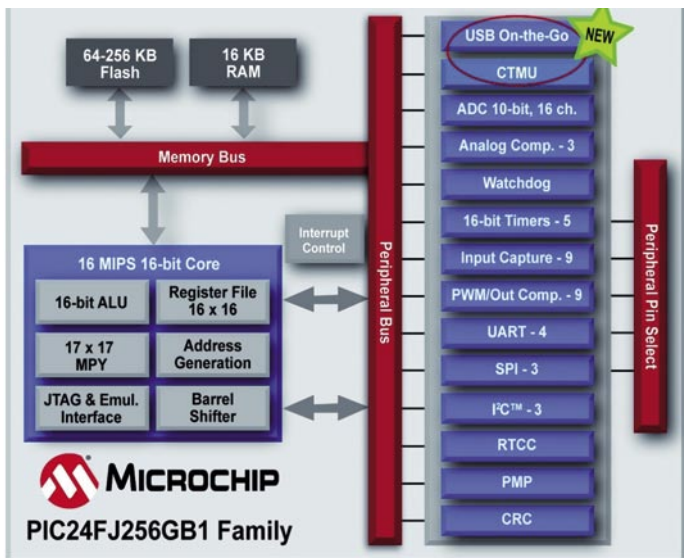 64-256 KB
Flash
16 KB
RAM
Memory Bus
Interrupt
Control
16 MIPS 16-bit Core
16-bit ALU
Register File
16 x 16
17 x 17
MPY
Address
Generation
JTAG & Emul.
Interface
Barrel
Shifter
MICROCHIP
PIC24FJ256GB1 Family
Peripheral Bus
USB On-the-Go
NEW
CTMU
ADC 10-bit, 16 ch.
Analog Comp. - 3
Watchdog
16-bit Timers - 5
Input Capture - 9
PWM/Out Comp. - 9
UART - 4
SPI - 3
I²C™ - 3
RTCC
PMP
CRC
Peripheral Pin Select